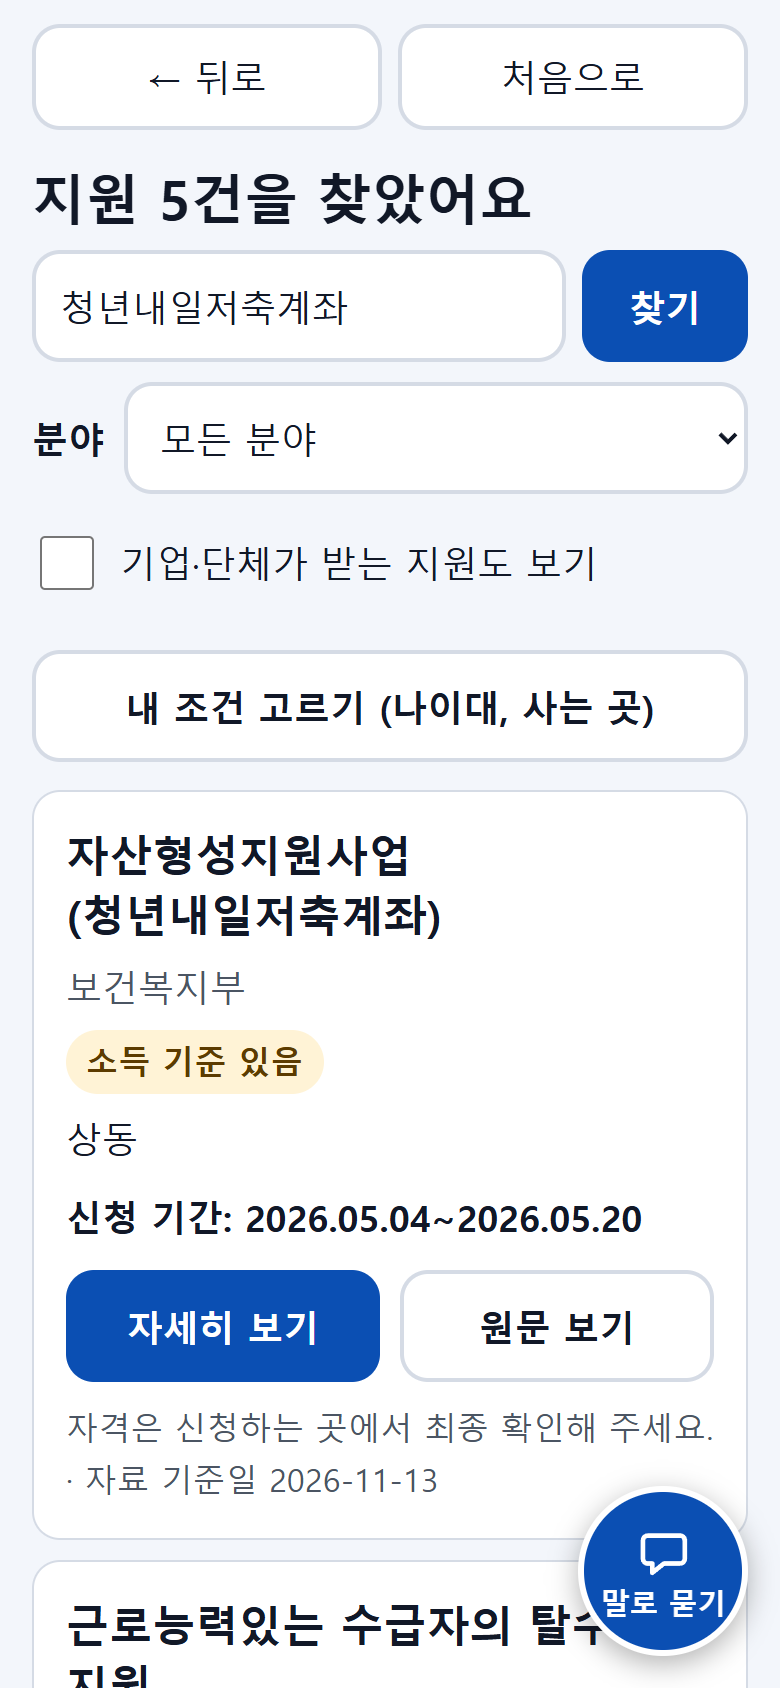 ← 뒤로
처음으로
지원 5건을 찾았어요
청년내일저축계좌
찾기
분야
모든 분야
기업·단체가 받는 지원도 보기
내 조건 고르기 (나이대, 사는 곳)
자산형성지원사업
(청년내일저축계좌)
보건복지부
소득 기준 있음
상동
신청 기간: 2026.05.04~2026.05.20
자세히 보기
원문 보기
자격은 신청하는 곳에서 최종 확인해 주세요.
· 자료 기준일 2026-11-13
말로 묻기
근로능력있는 수급자의
지원